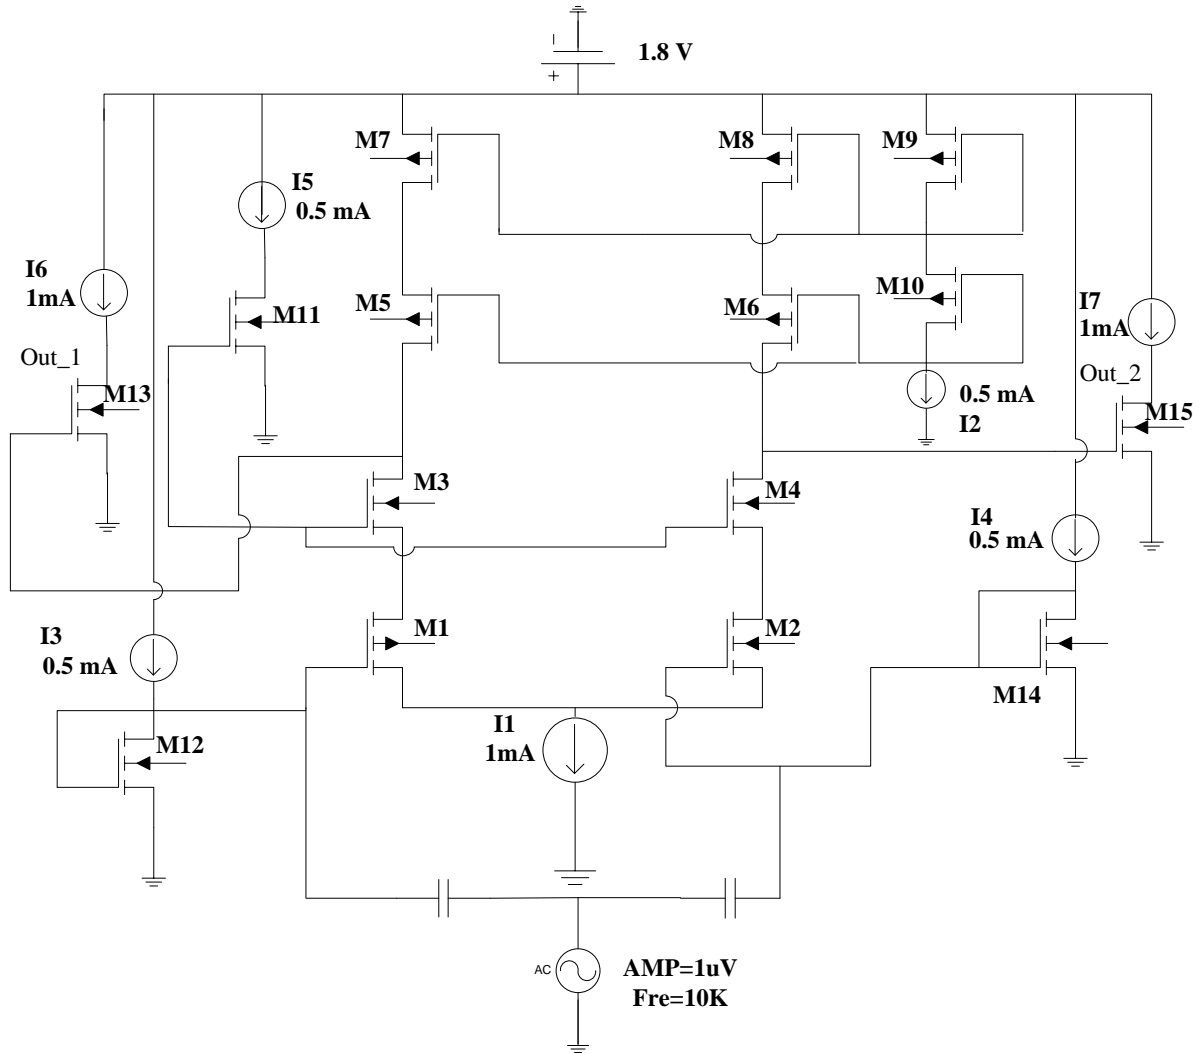 1.8 V
M7
M8
M9
I5
0.5 mA
I6
1mA
M5
M6
M10
M11
I7
1mA
Out_1
Out_2
M13
0.5 mA
I2
M15
M3
M4
I4
0.5 mA
I3
0.5 mA
M1
M2
M14
I1
1mA
M12
AC
AMP=1uV
Fre=10K